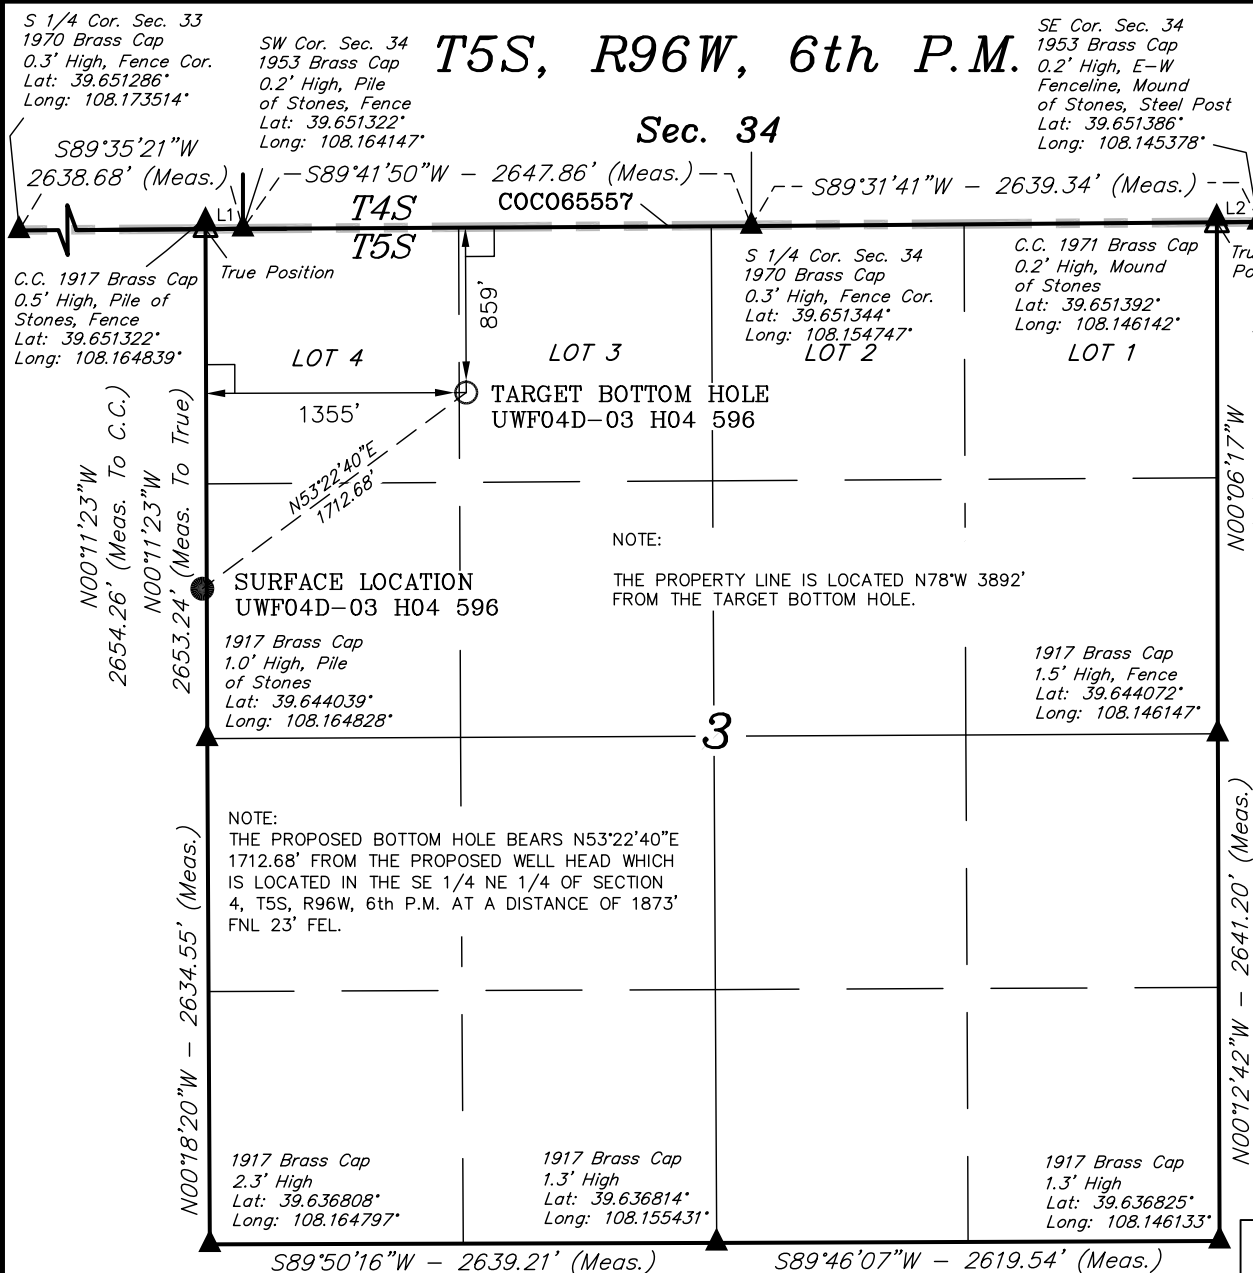 S 1/4 Cor. Sec. 33
1970 Brass Cap
0.3' High, Fence Cor.
Lat: 39.651286°
Long: 108.173514°
SW Cor. Sec. 34
1953 Brass Cap
0.2' High, Pile
of Stones, Fence
Lat: 39.651322°
Long: 108.164147°
T5S, R96W, 6th P.M.
Sec. 34
SE Cor. Sec. 34
1953 Brass Cap
0.2' High, E-W
Fenceline, Mound
of Stones, Steel Post
Lat: 39.651386°
Long: 108.145378°
S89°35'21"W
2638.68' (Meas.)
S89°41'50"W - 2647.86' (Meas.)
S89°31'41"W - 2639.34' (Meas.)
L1
T4S
COC065557
L2
T5S
True Position
C.C. 1917 Brass Cap
0.5' High, Pile of
Stones, Fence
Lat: 39.651322°
Long: 108.164839°
859'
S 1/4 Cor. Sec. 34
1970 Brass Cap
0.3' High, Fence Cor.
Lat: 39.651344°
Long: 108.154747°
C.C. 1971 Brass Cap
0.2' High, Mound
of Stones
Lat: 39.651392°
Long: 108.146142°
LOT 4
LOT 3
LOT 2
LOT 1
1355'
TARGET BOTTOM HOLE
UWF04D-03 H04 596
N00°11'23"W
2654.26' (Meas. To C.C.)
N00°11'23"W
2653.24' (Meas. To True)
N53°22'40"E
1712.68'
N00°06'17"W
NOTE:
THE PROPERTY LINE IS LOCATED N78°W 3892'
FROM THE TARGET BOTTOM HOLE.
SURFACE LOCATION
UWF04D-03 H04 596
1917 Brass Cap
1.0' High, Pile
of Stones
Lat: 39.644039°
Long: 108.164828°
1917 Brass Cap
1.5' High, Fence
Lat: 39.644072°
Long: 108.146147°
3
NOTE:
THE PROPOSED BOTTOM HOLE BEARS N53°22'40"E
1712.68' FROM THE PROPOSED WELL HEAD WHICH
IS LOCATED IN THE SE 1/4 NE 1/4 OF SECTION
4, T5S, R96W, 6th P.M. AT A DISTANCE OF 1873'
FNL 23' FEL.
N00°18'20"W - 2634.55' (Meas.)
N00°12'42"W - 2641.20' (Meas.)
1917 Brass Cap
2.3' High
Lat: 39.636808°
Long: 108.164797°
1917 Brass Cap
1.3' High
Lat: 39.636814°
Long: 108.155431°
1917 Brass Cap
1.3' High
Lat: 39.636825°
Long: 108.146133°
S89°50'16"W - 2639.21' (Meas.)
S89°46'07"W - 2619.54' (Meas.)